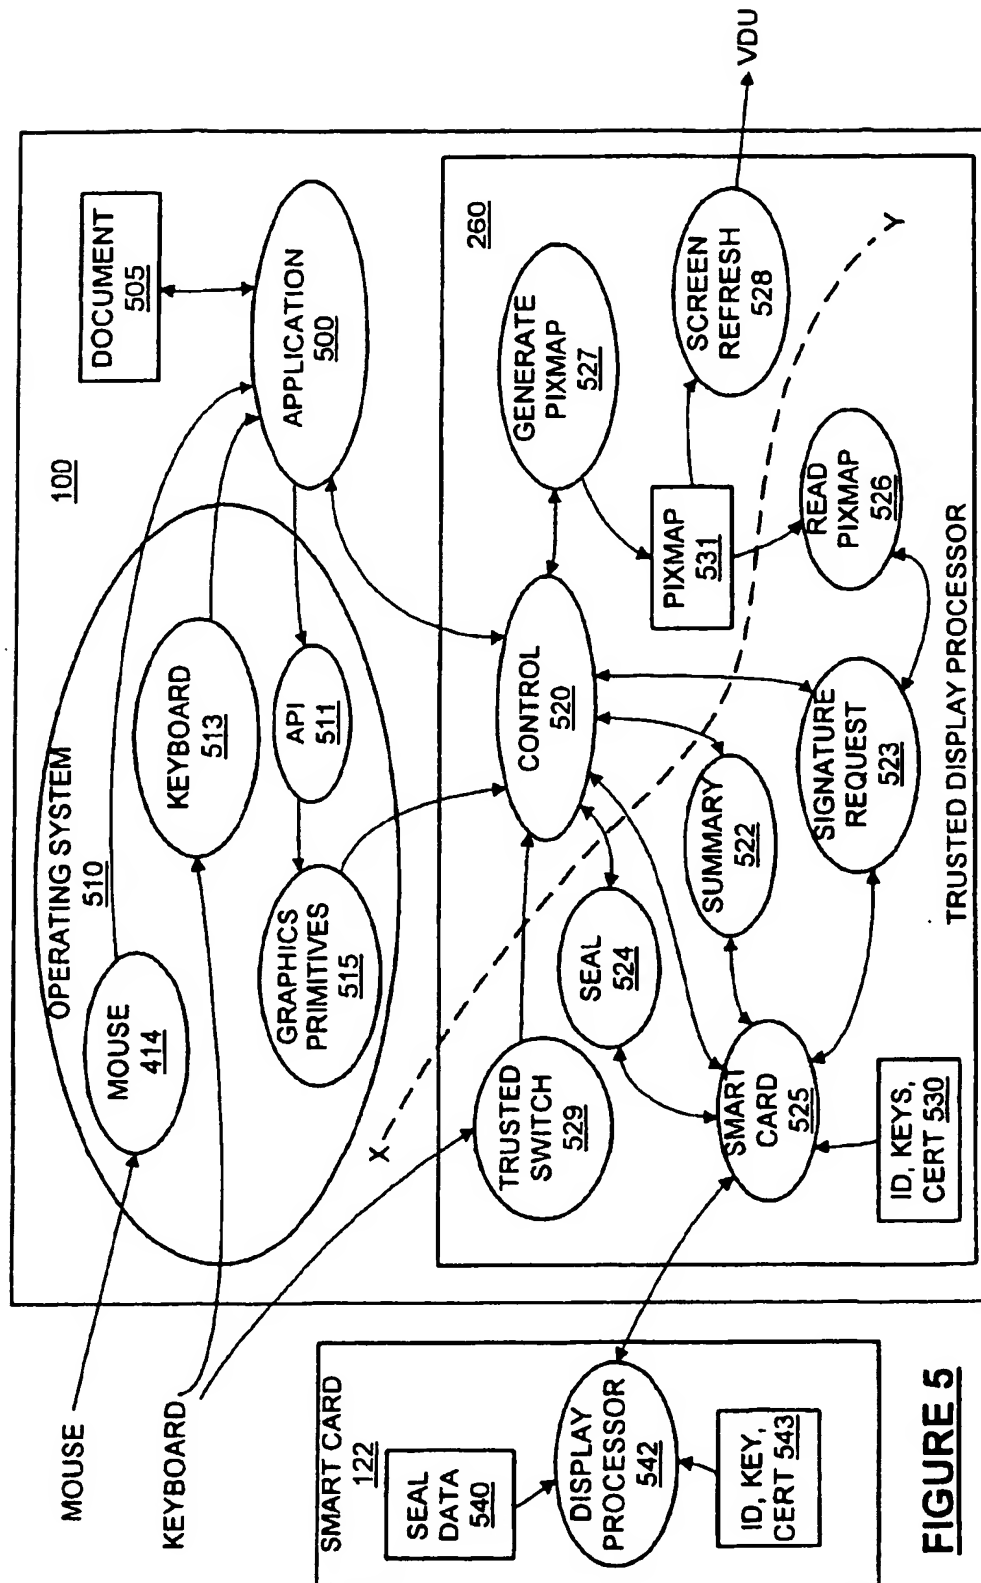 MOUSE
KEYBOARD
100
OPERATING SYSTEM
510
MOUSE
414
KEYBOARD
513
API
511
GRAPHICS
PRIMITIVES
515
DOCUMENT
505
APPLICATION
500
X
260
TRUSTED
SWITCH
529
CONTROL
520
GENERATE
PIXMAP
527
SEAL
524
PIXMAP
531
SCREEN
REFRESH
528
VDU
SUMMARY
522
SMART
CARD
525
SIGNATURE
REQUEST
523
READ
PIXMAP
526
Y
ID, KEYS,
CERT 530
TRUSTED DISPLAY PROCESSOR
SMART CARD
122
SEAL
DATA
540
DISPLAY
PROCESSOR
542
ID, KEY,
CERT 543
FIGURE 5